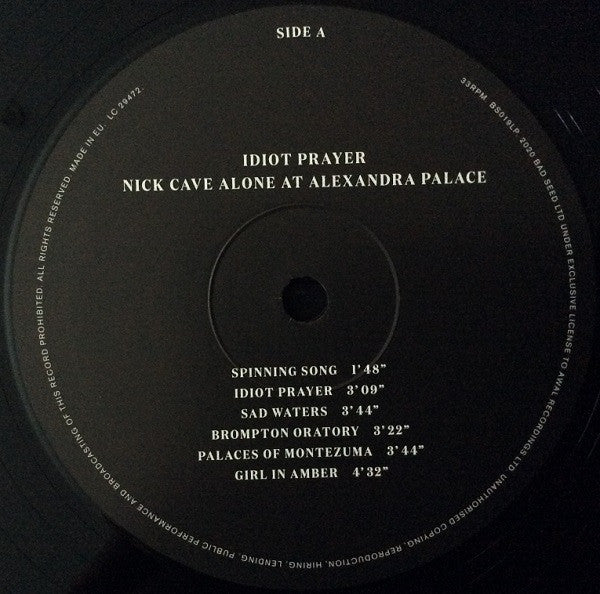 SIDE A
IDIOT PRAYER
NICK CAVE ALONE AT ALEXANDRA PALACE
SPINNING SONG 1'48"
IDIOT PRAYER 3'09"
SAD WATERS 3'44"
BROMPTON ORATORY 3'22"
PALACES OF MONTEZUMA 3'44"
GIRL IN AMBER 4'32"
33RPM. BS019LP. 2020 BAD SEED LTD UNDER EXCLUSIVE LICENSE TO AWAL RECORDINGS LTD. UNAUTHORISED COPYING, REPRODUCTION, HIRING, LENDING, PUBLIC PERFORMANCE AND BROADCASTING OF THIS RECORD PROHIBITED. ALL RIGHTS RESERVED. MADE IN EU. LC 29472.